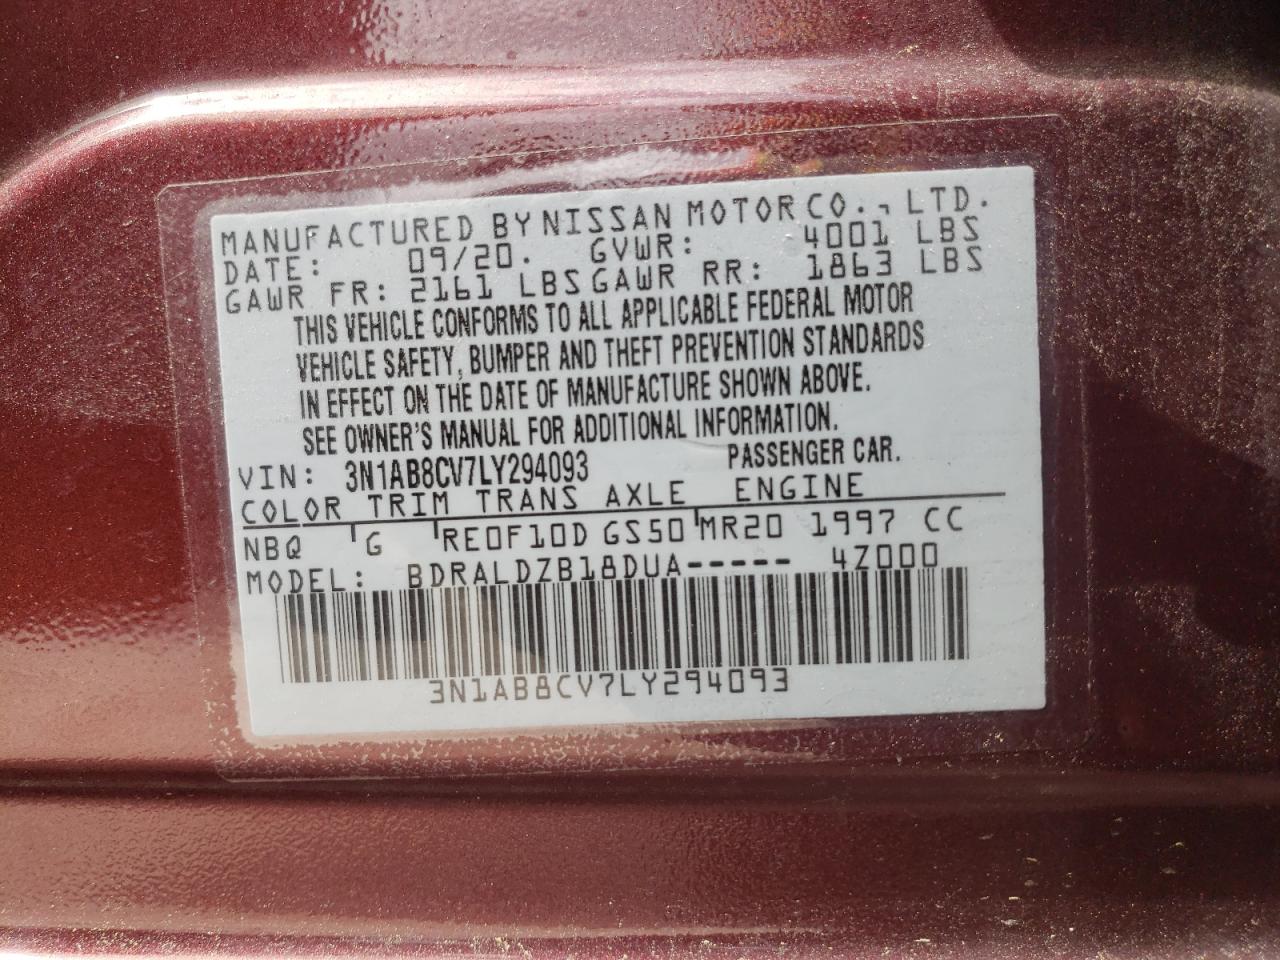 MANUFACTURED BY NISSAN MOTOR CO., LTD.
DATE: 09/20. GVWR: 4001 LBS
GAWR FR: 2161 LBS GAWR RR: 1863 LBS
THIS VEHICLE CONFORMS TO ALL APPLICABLE FEDERAL MOTOR
VEHICLE SAFETY, BUMPER AND THEFT PREVENTION STANDARDS
IN EFFECT ON THE DATE OF MANUFACTURE SHOWN ABOVE.
SEE OWNER'S MANUAL FOR ADDITIONAL INFORMATION.
VIN: 3N1AB8CV7LY294093 PASSENGER CAR.
COLOR TRIM TRANS AXLE ENGINE
NBQ G RE0F10D GS50 MR20 1997 CC
MODEL: BDRALDZB18DUA----- 4Z000
3N1AB8CV7LY294093